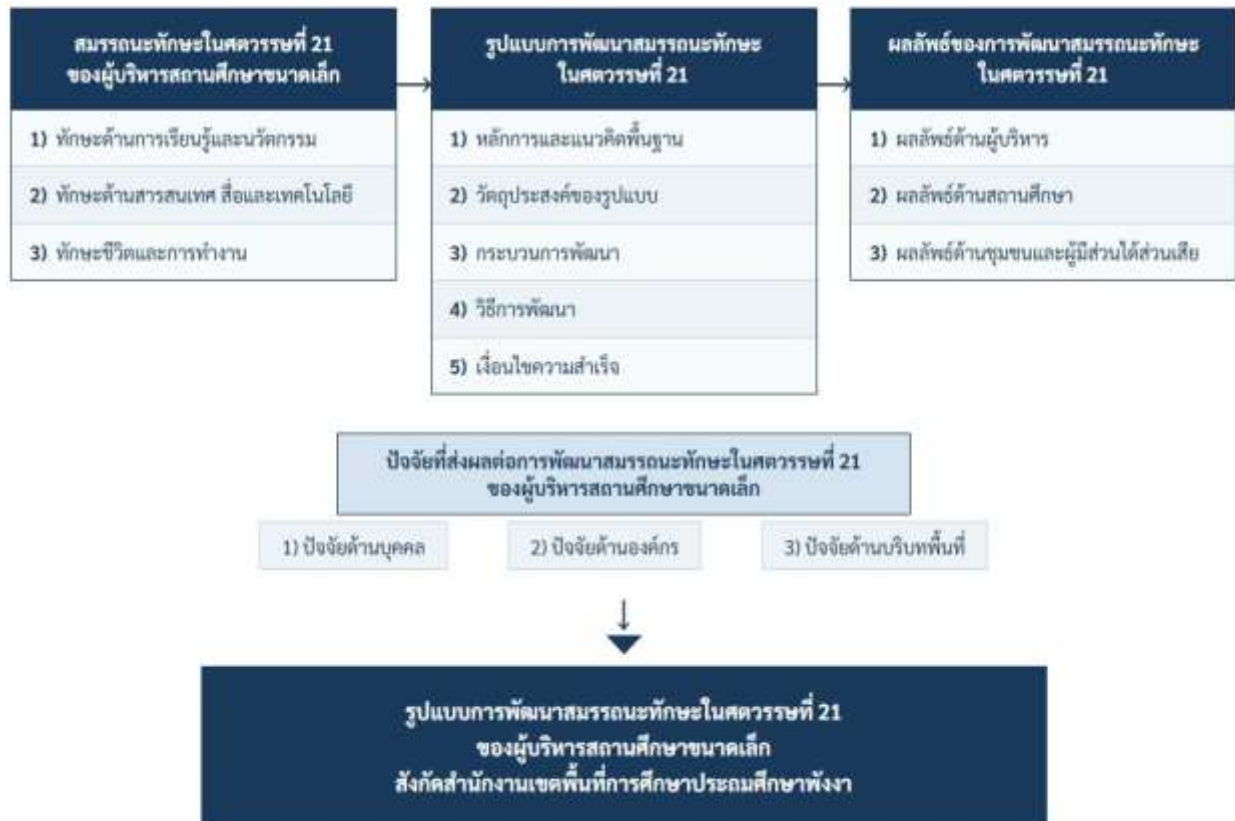 สมรรถนะทักษะในศตวรรษที่ 21
ของผู้บริหารสถานศึกษาขนาดเล็ก
1) ทักษะด้านการเรียนรู้และนวัตกรรม
2) ทักษะด้านสารสนเทศ สื่อและเทคโนโลยี
3) ทักษะชีวิตและการทำงาน
รูปแบบการพัฒนาสมรรถนะทักษะ
ในศตวรรษที่ 21
1) หลักการและแนวคิดพื้นฐาน
2) วัตถุประสงค์ของรูปแบบ
3) กระบวนการพัฒนา
4) วิธีการพัฒนา
5) เงื่อนไขความสำเร็จ
ผลลัพธ์ของการพัฒนาสมรรถนะทักษะ
ในศตวรรษที่ 21
1) ผลลัพธ์ด้านผู้บริหาร
2) ผลลัพธ์ด้านสถานศึกษา
3) ผลลัพธ์ด้านชุมชนและผู้มีส่วนได้ส่วนเสีย
ปัจจัยที่ส่งผลต่อการพัฒนาสมรรถนะทักษะในศตวรรษที่ 21
ของผู้บริหารสถานศึกษาขนาดเล็ก
1) ปัจจัยด้านบุคคล
2) ปัจจัยด้านองค์กร
3) ปัจจัยด้านบริบทพื้นที่
รูปแบบการพัฒนาสมรรถนะทักษะในศตวรรษที่ 21
ของผู้บริหารสถานศึกษาขนาดเล็ก
สังกัดสำนักงานเขตพื้นที่การศึกษาประถมศึกษาพังงา